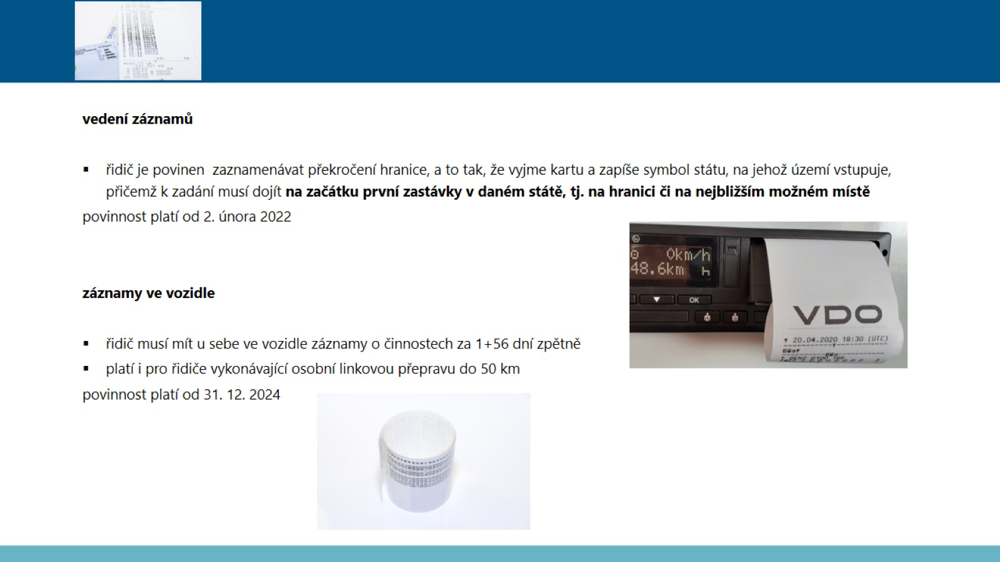 DRIVER
vedení záznamů
▪ řidič je povinen  zaznamenávat překročení hranice, a to tak, že vyjme kartu a zapíše symbol státu, na jehož území vstupuje,
přičemž k zadání musí dojít na začátku první zastávky v daném státě, tj. na hranici či na nejbližším možném místě
povinnost platí od 2. února 2022
0km/h
48.6km h
OK
VDO
▼ 20.04.2020 18:30 (UTC)
záznamy ve vozidle
▪ řidič musí mít u sebe ve vozidle záznamy o činnostech za 1+56 dní zpětně
▪ platí i pro řidiče vykonávající osobní linkovou přepravu do 50 km
povinnost platí od 31. 12. 2024